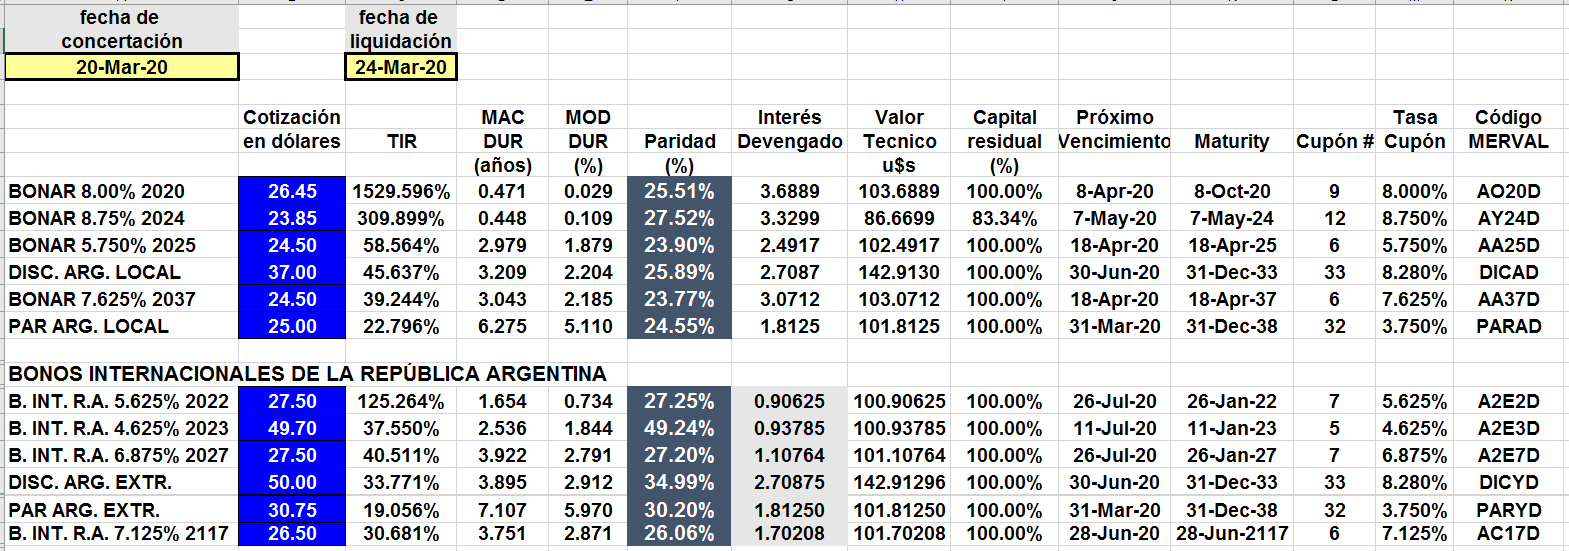 fecha de fecha de
concertación liquidación
20-Mar-20 24-Mar-20
Cotización MAC MOD Interés Valor Capital Próximo Tasa Código
en dólares TIR DUR DUR Paridad Devengado Tecnico residual Vencimiento Maturity Cupón # Cupón MERVAL
(años) (%) (%) u$s (%)
BONAR 8.00% 2020 26.45 1529.596% 0.471 0.029 25.51% 3.6889 103.6889 100.00% 8-Apr-20 8-Oct-20 9 8.000% AO20D
BONAR 8.75% 2024 23.85 309.899% 0.448 0.109 27.52% 3.3299 86.6699 83.34% 7-May-20 7-May-24 12 8.750% AY24D
BONAR 5.750% 2025 24.50 58.564% 2.979 1.879 23.90% 2.4917 102.4917 100.00% 18-Apr-20 18-Apr-25 6 5.750% AA25D
DISC. ARG. LOCAL 37.00 45.637% 3.209 2.204 25.89% 2.7087 142.9130 100.00% 30-Jun-20 31-Dec-33 33 8.280% DICAD
BONAR 7.625% 2037 24.50 39.244% 3.043 2.185 23.77% 3.0712 103.0712 100.00% 18-Apr-20 18-Apr-37 6 7.625% AA37D
PAR ARG. LOCAL 25.00 22.796% 6.275 5.110 24.55% 1.8125 101.8125 100.00% 31-Mar-20 31-Dec-38 32 3.750% PARAD
BONOS INTERNACIONALES DE LA REPÚBLICA ARGENTINA
B. INT. R.A. 5.625% 2022 27.50 125.264% 1.654 0.734 27.25% 0.90625 100.90625 100.00% 26-Jul-20 26-Jan-22 7 5.625% A2E2D
B. INT. R.A. 4.625% 2023 49.70 37.550% 2.536 1.844 49.24% 0.93785 100.93785 100.00% 11-Jul-20 11-Jan-23 5 4.625% A2E3D
B. INT. R.A. 6.875% 2027 27.50 40.511% 3.922 2.791 27.20% 1.10764 101.10764 100.00% 26-Jul-20 26-Jan-27 7 6.875% A2E7D
DISC. ARG. EXTR. 50.00 33.771% 3.895 2.912 34.99% 2.70875 142.91296 100.00% 30-Jun-20 31-Dec-33 33 8.280% DICYD
PAR ARG. EXTR. 30.75 19.056% 7.107 5.970 30.20% 1.81250 101.81250 100.00% 31-Mar-20 31-Dec-38 32 3.750% PARYD
B. INT. R.A. 7.125% 2117 26.50 30.681% 3.751 2.871 26.06% 1.70208 101.70208 100.00% 28-Jun-20 28-Jun-2117 6 7.125% AC17D